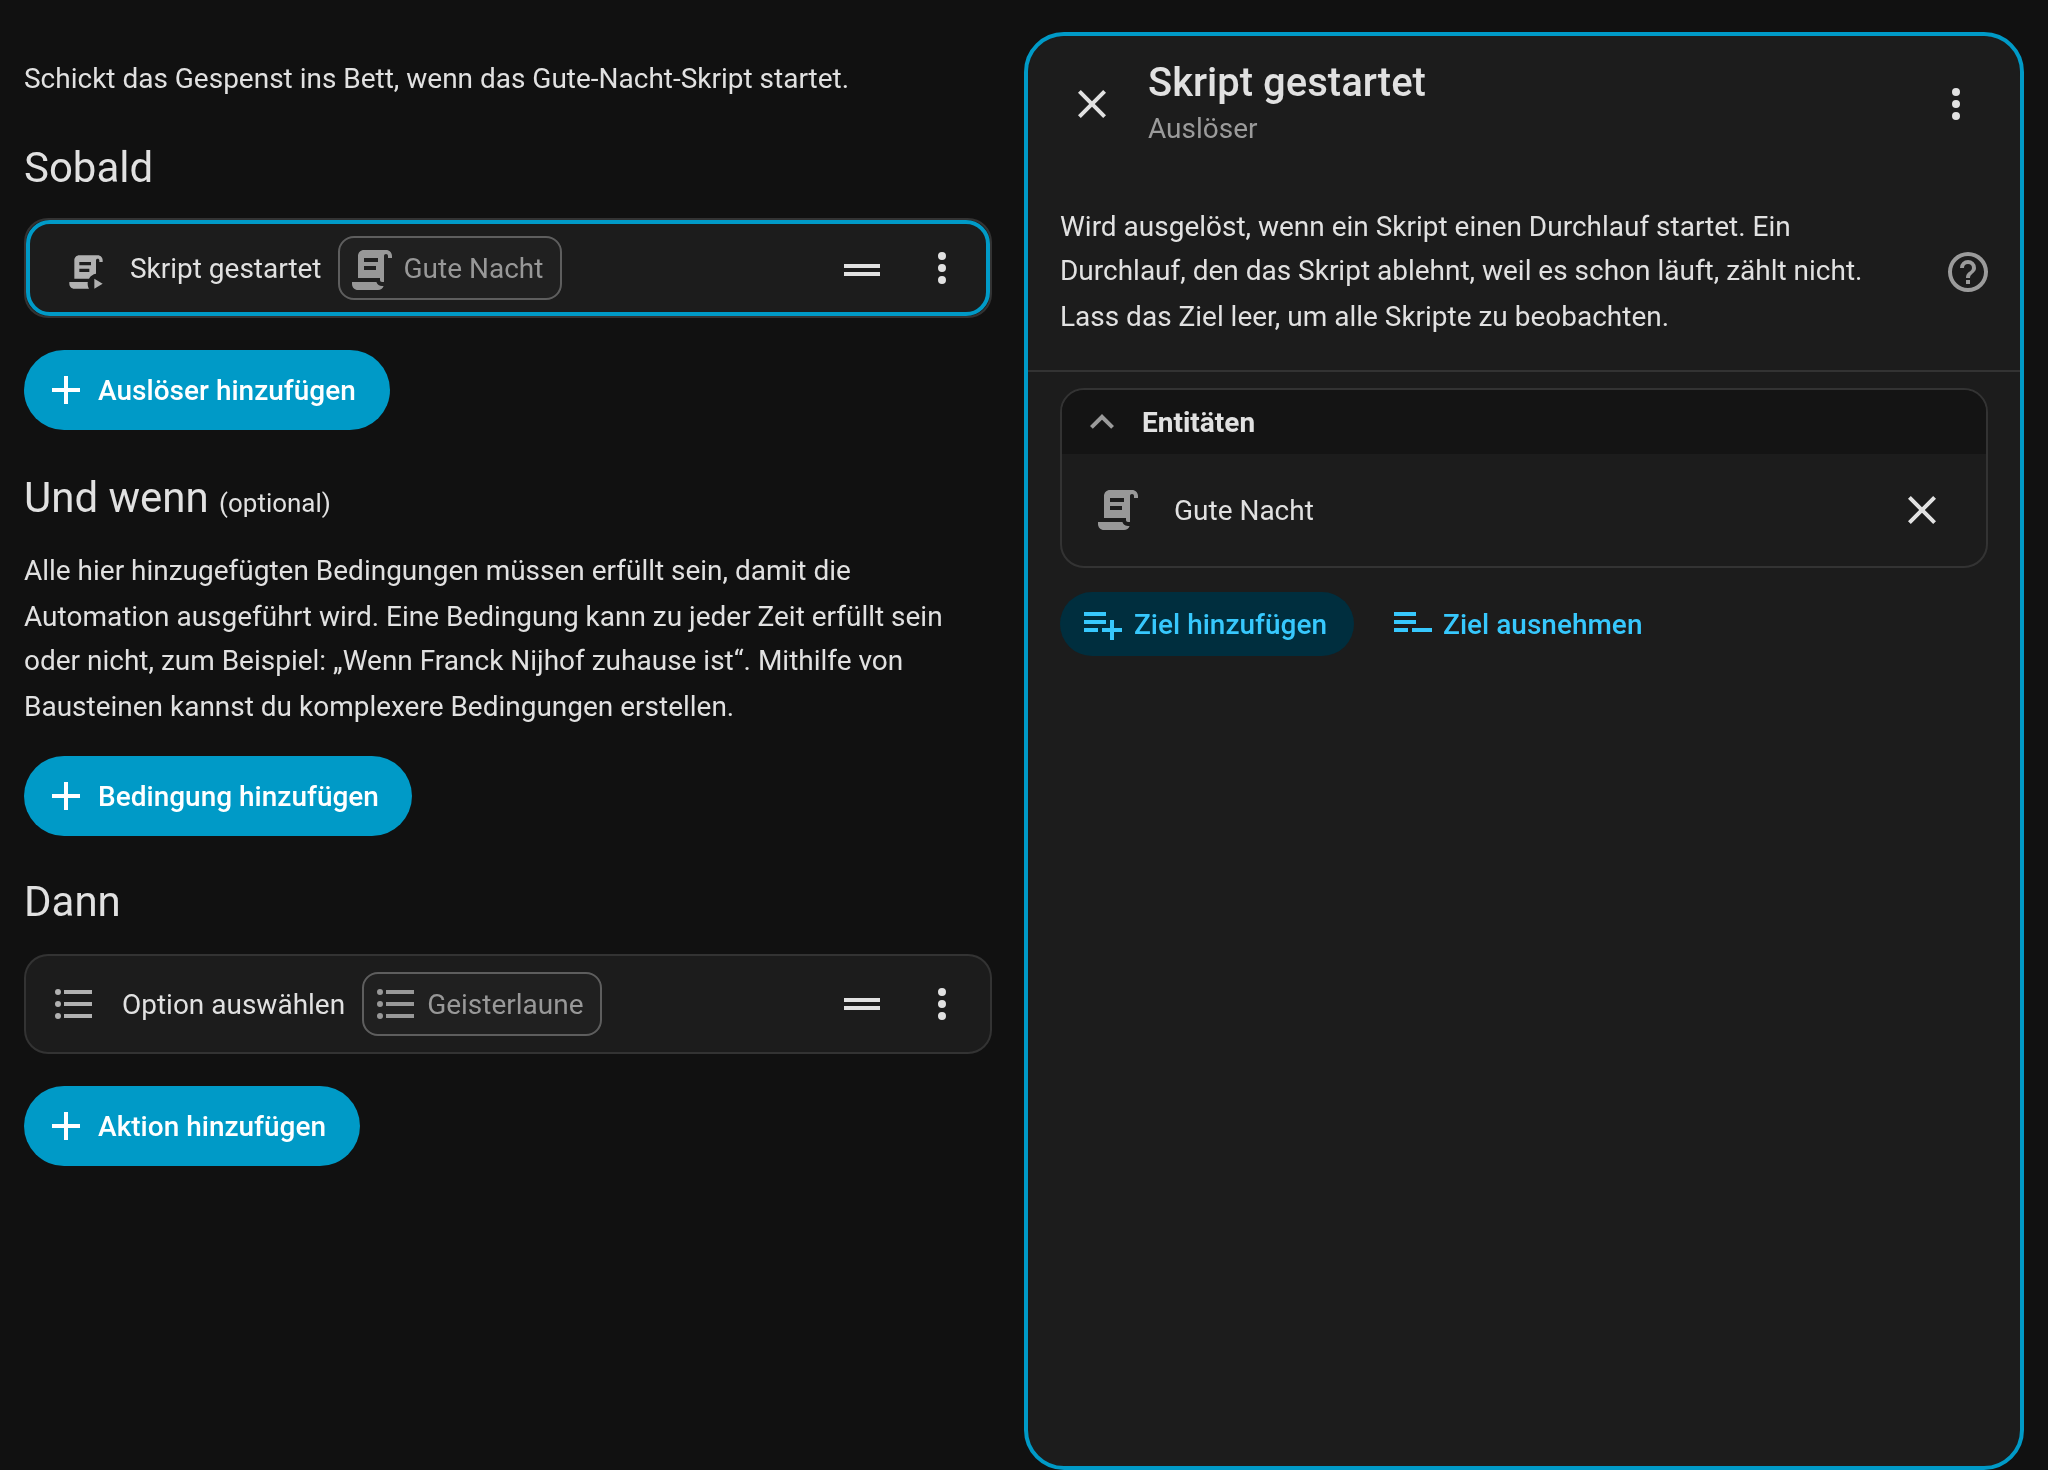 Schickt das Gespenst ins Bett, wenn das Gute-Nacht-Skript startet.
Sobald
Skript gestartet
Gute Nacht
Auslöser hinzufügen
Und wenn (optional)
Alle hier hinzugefügten Bedingungen müssen erfüllt sein, damit die
Automation ausgeführt wird. Eine Bedingung kann zu jeder Zeit erfüllt sein
oder nicht, zum Beispiel: „Wenn Franck Nijhof zuhause ist“. Mithilfe von
Bausteinen kannst du komplexere Bedingungen erstellen.
Bedingung hinzufügen
Dann
Option auswählen
Geisterlaune
Aktion hinzufügen
Skript gestartet
Auslöser
Wird ausgelöst, wenn ein Skript einen Durchlauf startet. Ein
Durchlauf, den das Skript ablehnt, weil es schon läuft, zählt nicht.
Lass das Ziel leer, um alle Skripte zu beobachten.
Entitäten
Gute Nacht
Ziel hinzufügen
Ziel ausnehmen